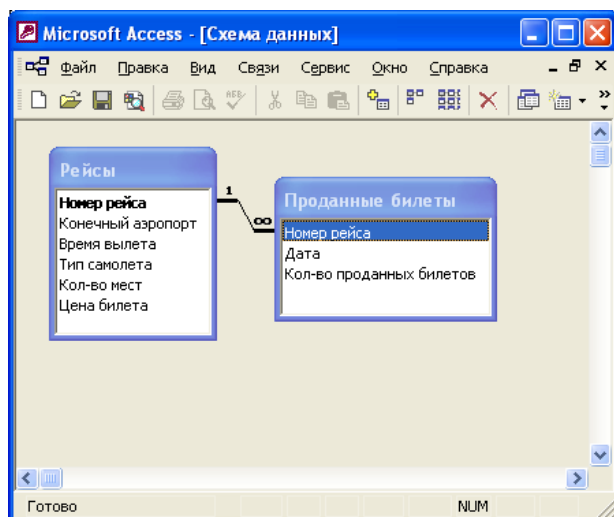 Microsoft Access - [Схема данных]
Файл Правка Вид Связи Сервис Окно Справка
Рейсы
Номер рейса
Конечный аэропорт
Время вылета
Тип самолета
Кол-во мест
Цена билета
1
∞
Проданные билеты
Номер рейса
Дата
Кол-во проданных билетов
Готово
NUM